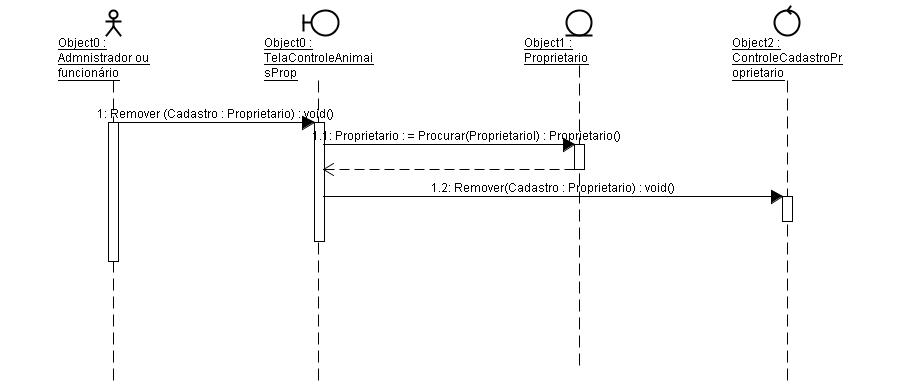 Object0 :
Admnistrador ou
funcionário
Object0 :
TelaControleAnimai
sProp
Object1 :
Proprietario
Object2 :
ControleCadastroPr
oprietario
1: Remover (Cadastro : Proprietario) : void()
1.1: Proprietario : = Procurar(Proprietariol) : Proprietario()
1.2: Remover(Cadastro : Proprietario) : void()